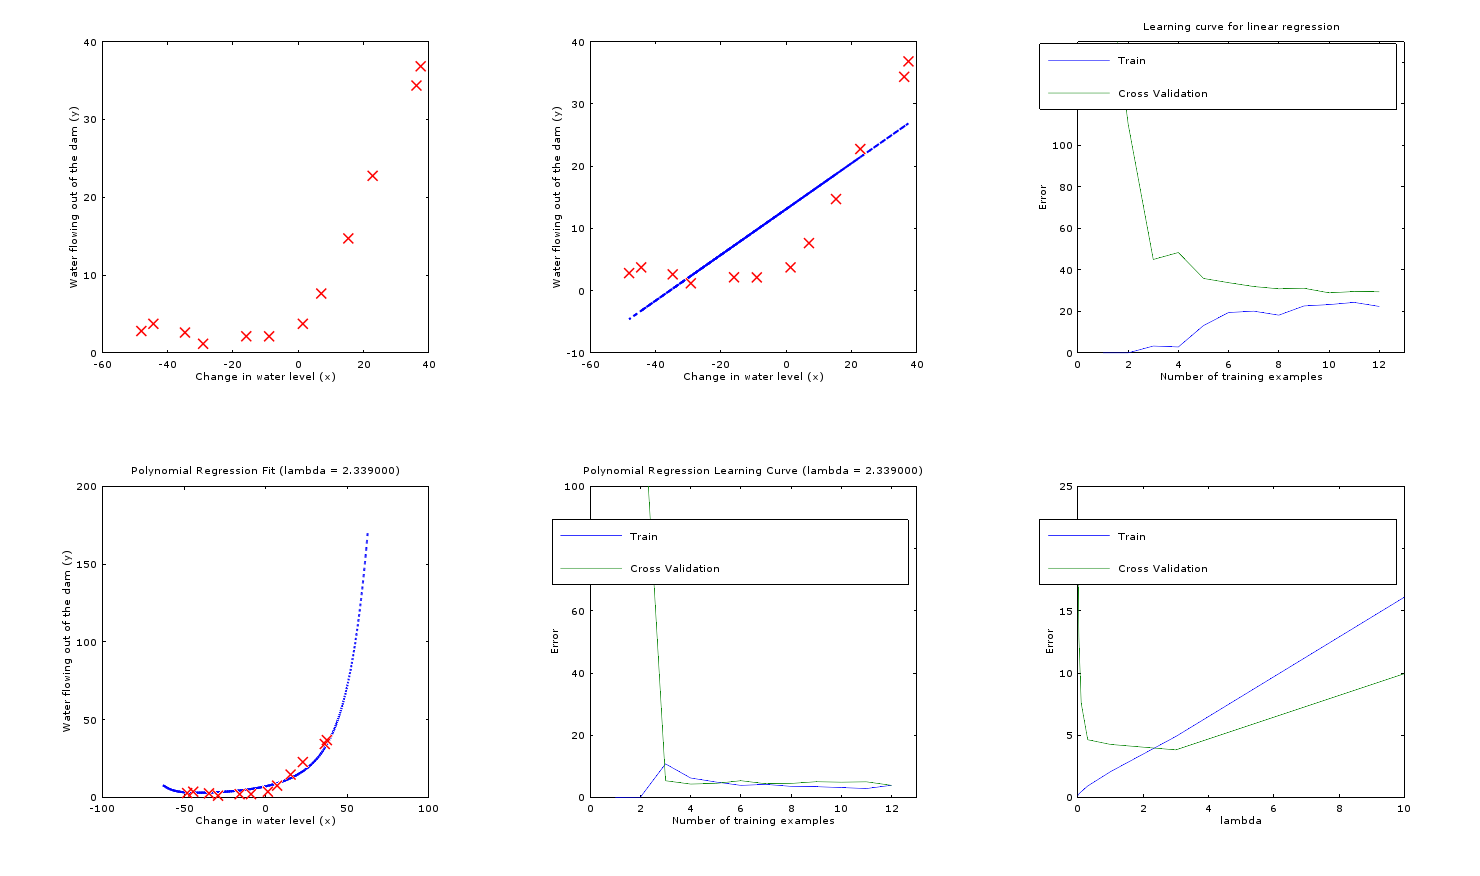 40
30
20
10
0
-60 -40 -20 0 20 40
Water flowing out of the dam (y)
Change in water level (x)
40
30
20
10
0
-10
-60 -40 -20 0 20 40
Water flowing out of the dam (y)
Change in water level (x)
Learning curve for linear regression
Train
Cross Validation
100
80
60
40
20
0
0 2 4 6 8 10 12
Error
Number of training examples
Polynomial Regression Fit (lambda = 2.339000)
200
150
100
50
0
-100 -50 0 50 100
Water flowing out of the dam (y)
Change in water level (x)
Polynomial Regression Learning Curve (lambda = 2.339000)
100
Train
Cross Validation
60
40
20
0
0 2 4 6 8 10 12
Error
Number of training examples
25
Train
Cross Validation
15
10
5
0
0 2 4 6 8 10
Error
lambda